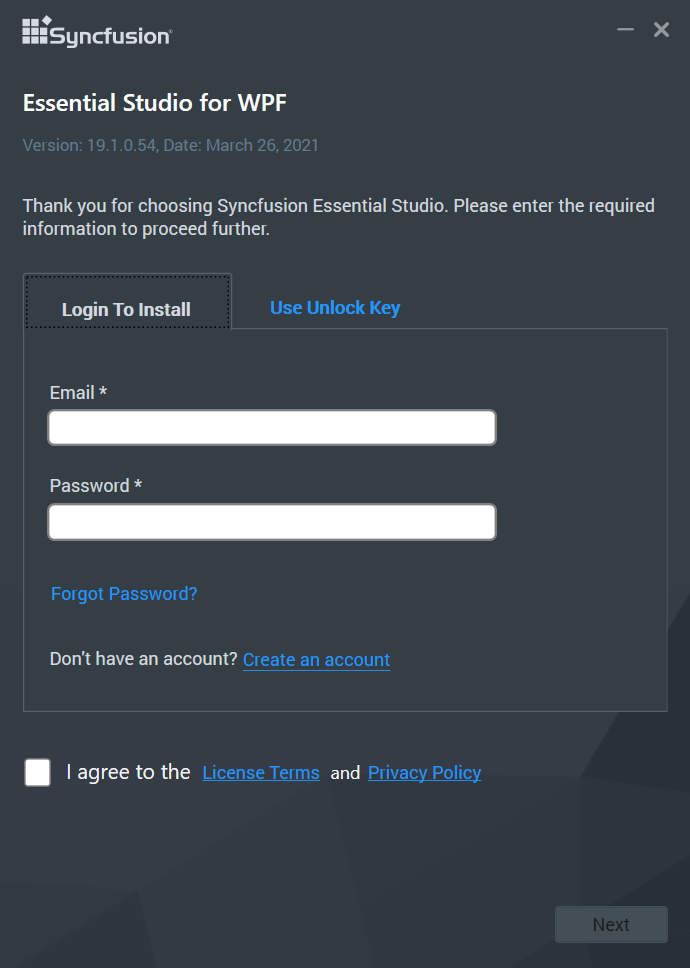 Syncfusion®
Essential Studio for WPF
Version: 19.1.0.54, Date: March 26, 2021
Thank you for choosing Syncfusion Essential Studio. Please enter the required
information to proceed further.
Login To Install
Use Unlock Key
Email *
Password *
Forgot Password?
Don't have an account? Create an account
I agree to the License Terms and Privacy Policy
Next